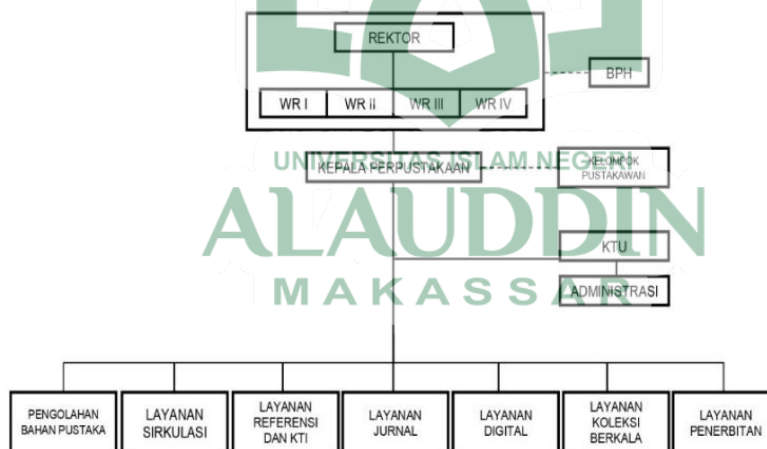 REKTOR
BPH
WR I WR II WR III WR IV
UNIVERSITAS ISLAM NEGERI
KEPALA PERPUSTAKAAN
KELOMPOK
PUSTAKAWAN
ALAUDDIN
KTU
MAKASSAR
ADMINISTRASI
PENGOLAHAN
BAHAN PUSTAKA
LAYANAN
SIRKULASI
LAYANAN
REFERENSI
DAN KTI
LAYANAN
JURNAL
LAYANAN
DIGITAL
LAYANAN
KOLEKSI
BERKALA
LAYANAN
PENERBITAN